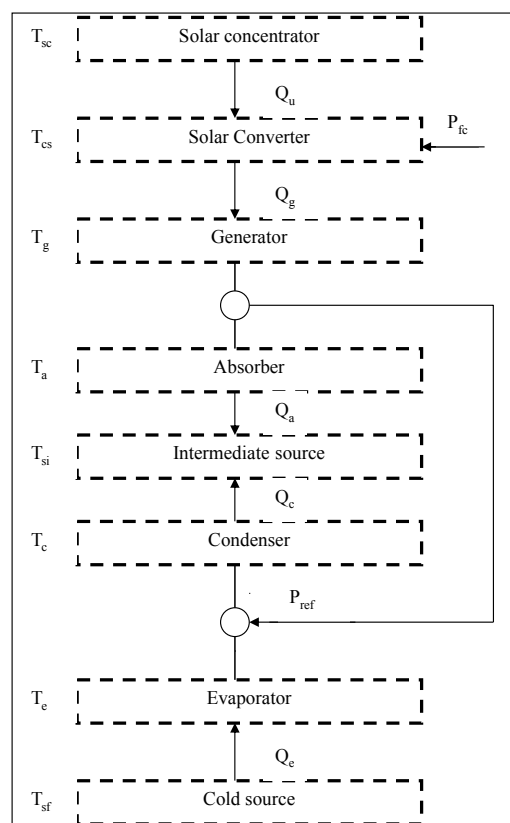 T_sc Solar concentrator
Q_u
T_cs Solar Converter P_fc
Q_g
T_g Generator
T_a Absorber
Q_a
T_si Intermediate source
Q_c
T_c Condenser
P_ref
T_e Evaporator
Q_e
T_sf Cold source